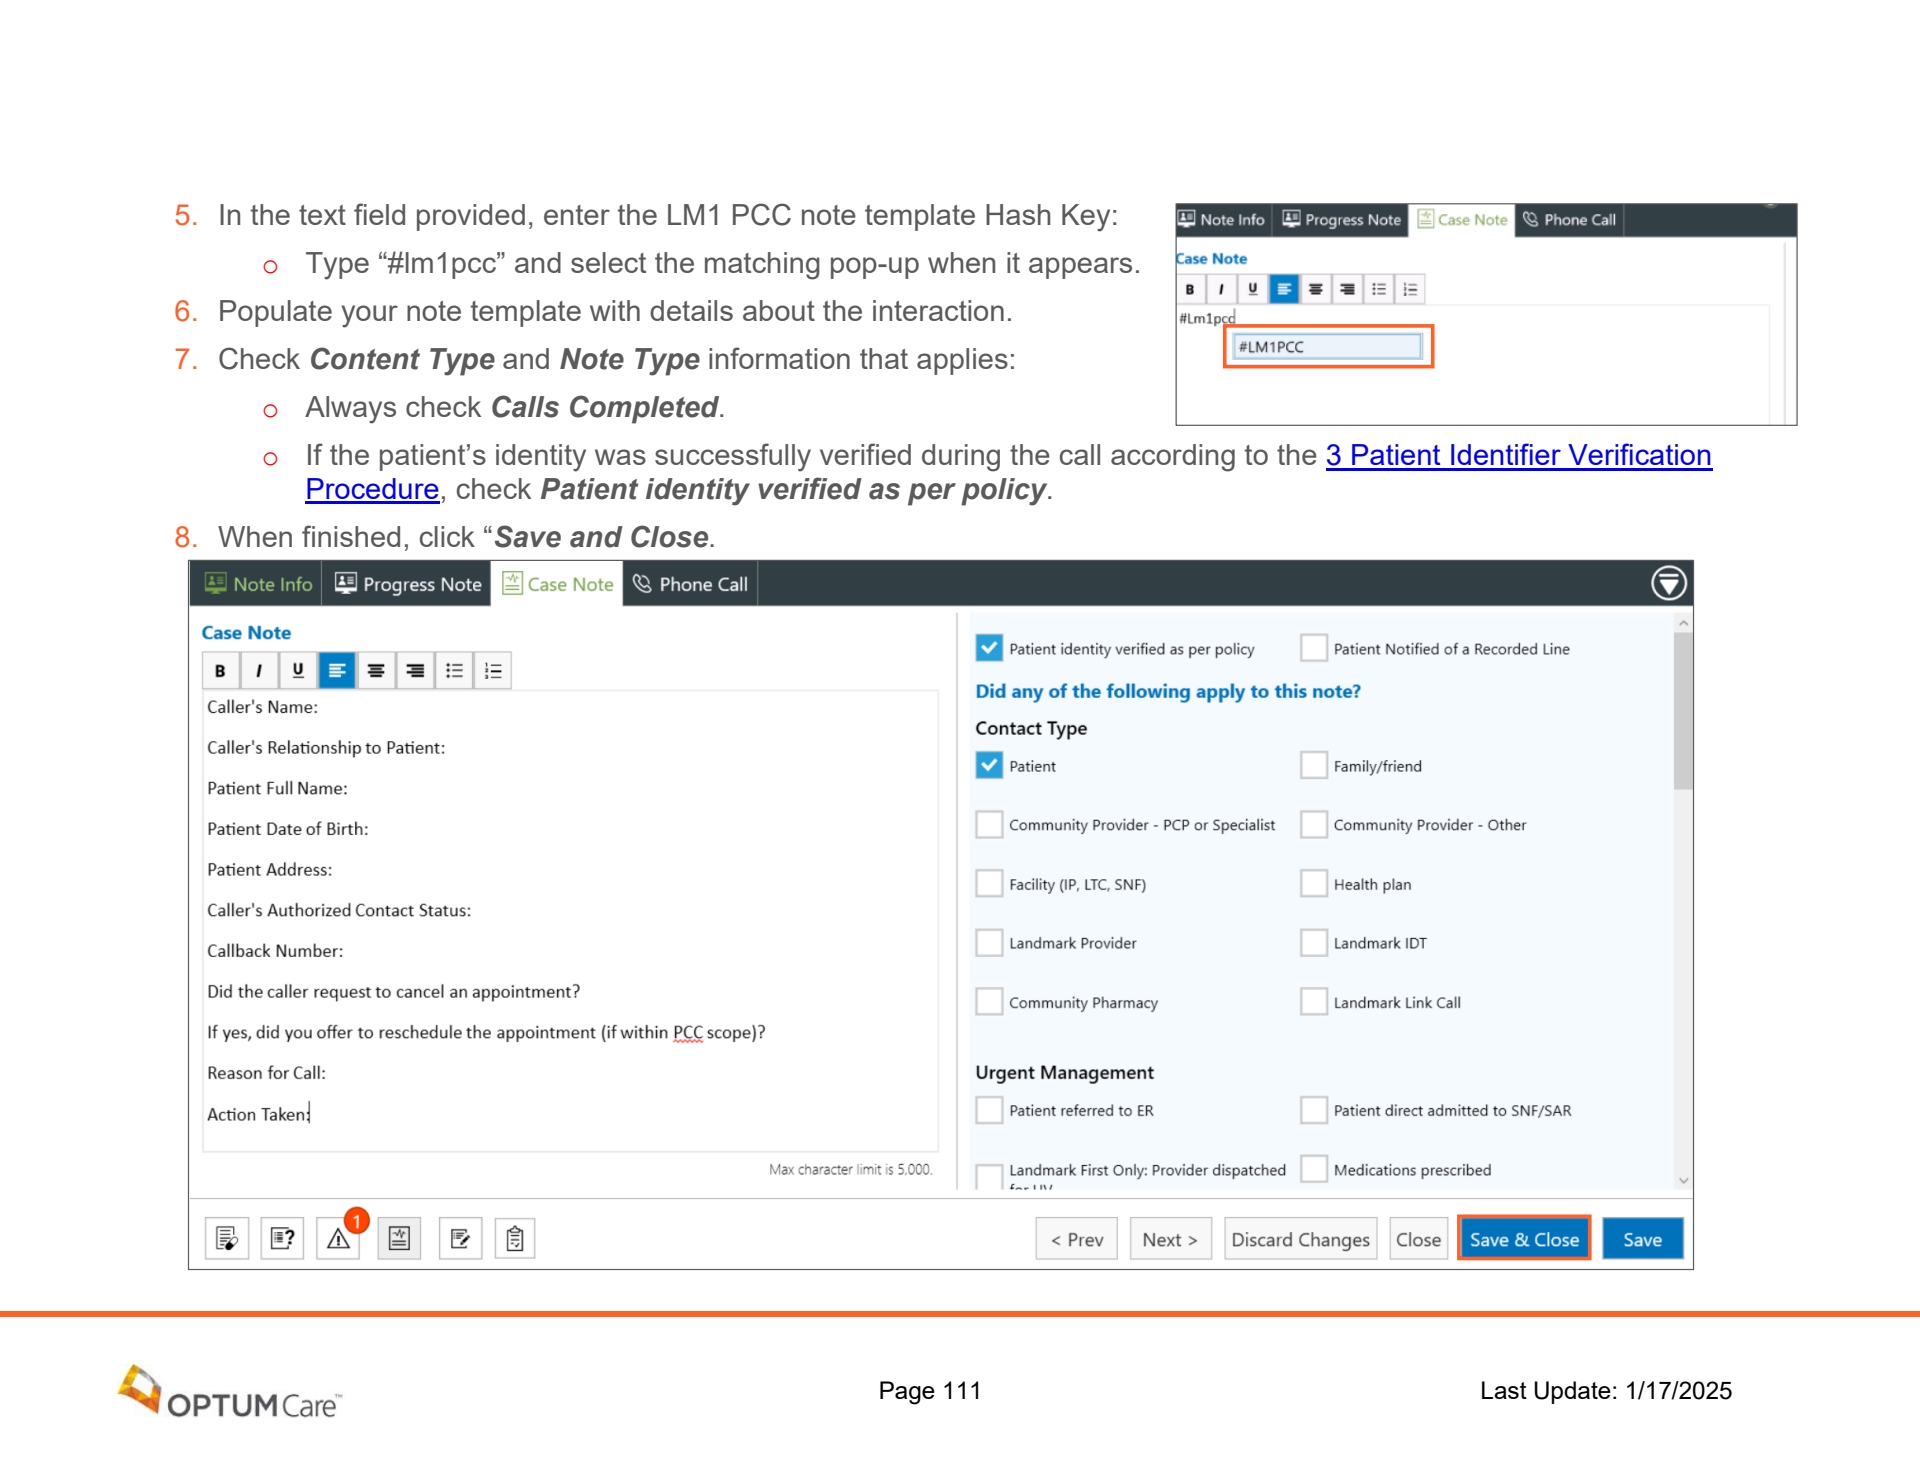 5. In the text field provided, enter the LM1 PCC note template Hash Key:
o Type “#lm1pcc” and select the matching pop-up when it appears.
6. Populate your note template with details about the interaction.
7. Check Content Type and Note Type information that applies:
o Always check Calls Completed.
o If the patient’s identity was successfully verified during the call according to the 3 Patient Identifier Verification
Procedure, check Patient identity verified as per policy.
8. When finished, click “Save and Close.
Note Info Progress Note Case Note Phone Call
Case Note
B I U
#Lm1pcc
#LM1PCC
Note Info Progress Note Case Note Phone Call
Case Note
B I U
Caller's Name:
Caller's Relationship to Patient:
Patient Full Name:
Patient Date of Birth:
Patient Address:
Caller's Authorized Contact Status:
Callback Number:
Did the caller request to cancel an appointment?
If yes, did you offer to reschedule the appointment (if within PCC scope)?
Reason for Call:
Action Taken:
Max character limit is 5,000.
Patient identity verified as per policy Patient Notified of a Recorded Line
Did any of the following apply to this note?
Contact Type
Patient Family/friend
Community Provider - PCP or Specialist Community Provider - Other
Facility (IP, LTC, SNF) Health plan
Landmark Provider Landmark IDT
Community Pharmacy Landmark Link Call
Urgent Management
Patient referred to ER Patient direct admitted to SNF/SAR
Landmark First Only: Provider dispatched Medications prescribed
for UV
1
< Prev Next > Discard Changes Close Save & Close Save
OPTUMCare™
Page 111
Last Update: 1/17/2025